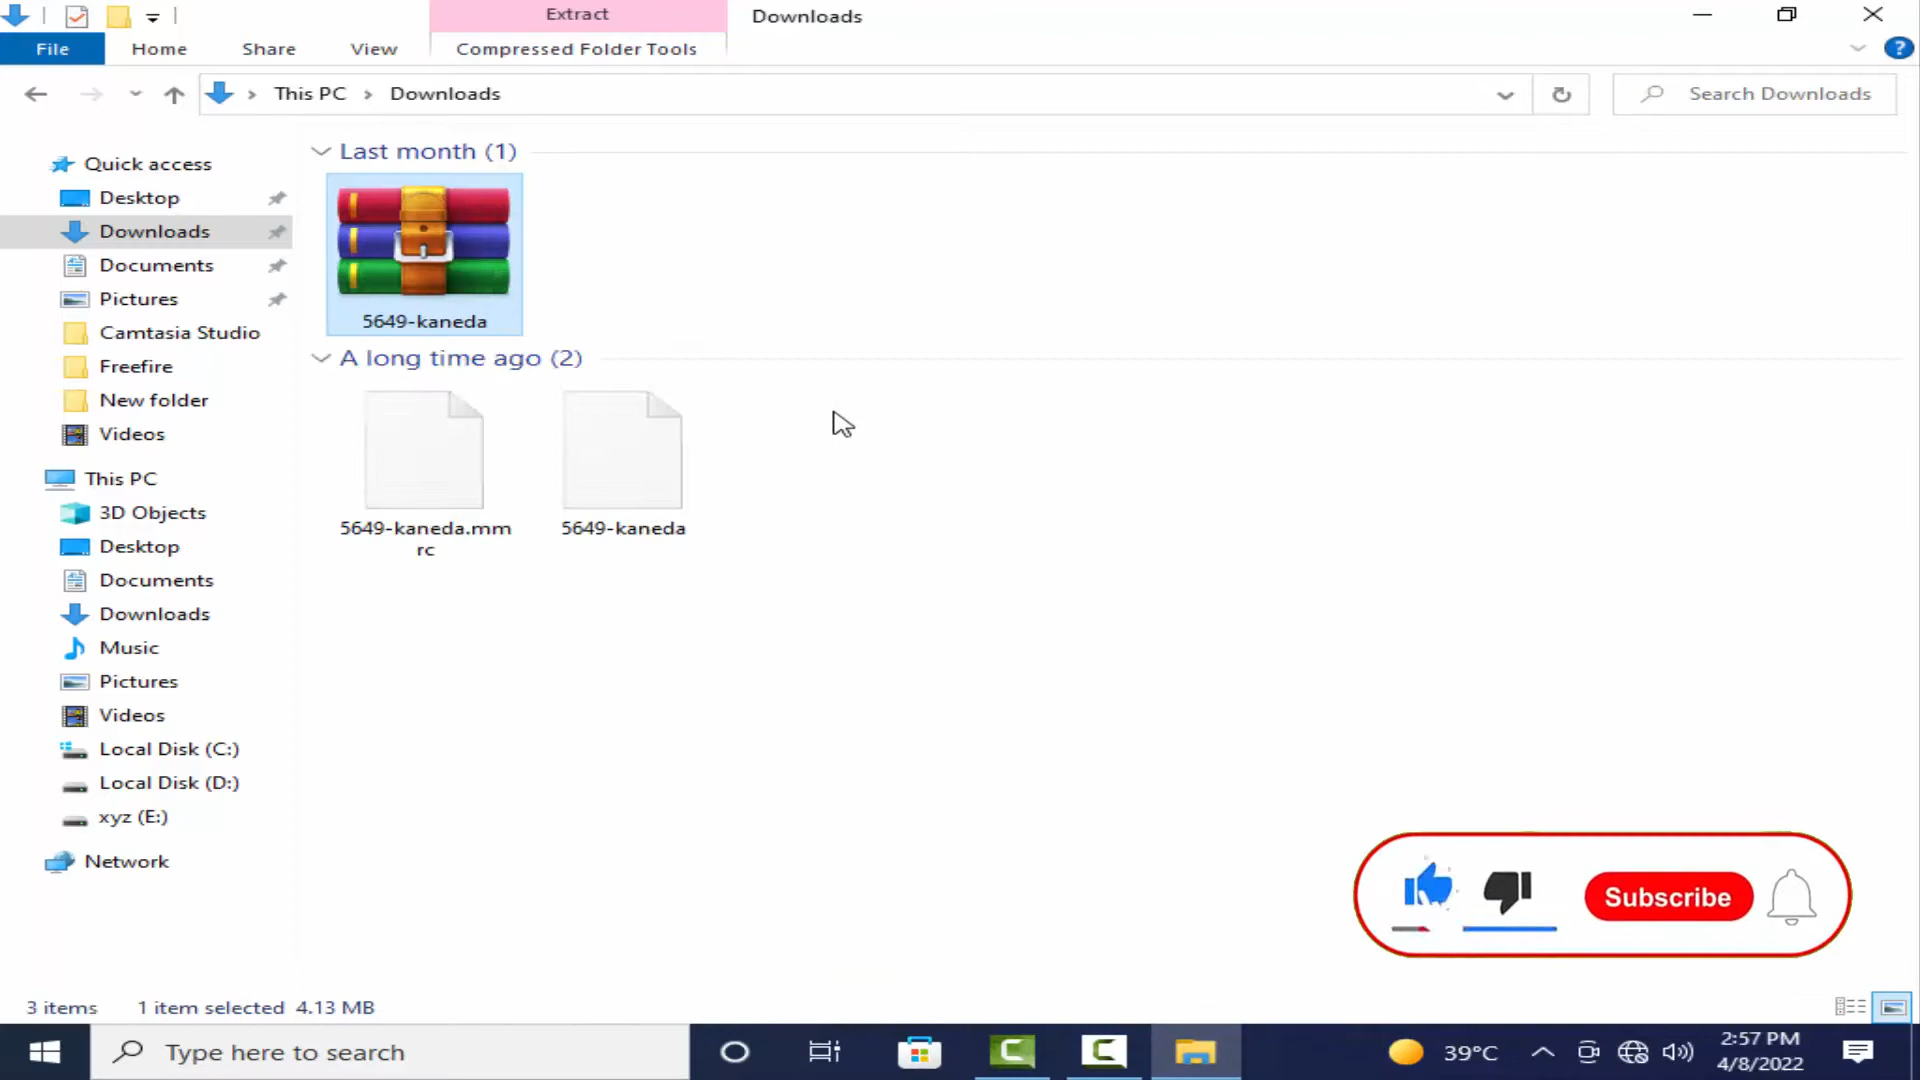 Extract
Downloads
File
Home
Share
View
Compressed Folder Tools
This PC
Downloads
Search Downloads
Quick access
Desktop
Downloads
Documents
Pictures
Camtasia Studio
Freefire
New folder
Videos
This PC
3D Objects
Desktop
Documents
Downloads
Music
Pictures
Videos
Local Disk (C:)
Local Disk (D:)
xyz (E:)
Network
Last month (1)
5649-kaneda
A long time ago (2)
5649-kaneda.mm
rc
5649-kaneda
Subscribe
3 items
1 item selected 4.13 MB
Type here to search
39°C
2:57 PM
4/8/2022